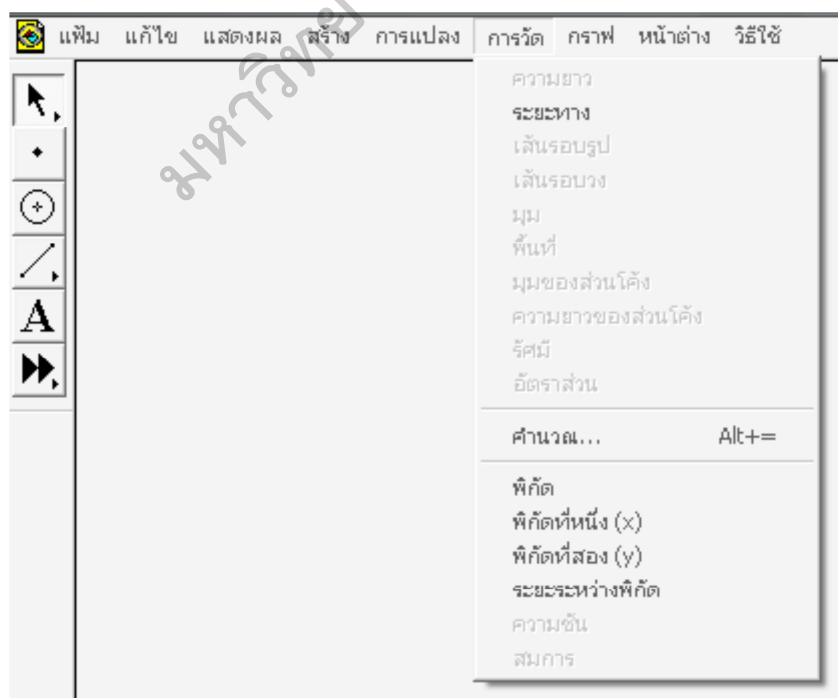 แฟ้ม แก้ไข แสดงผล สร้าง การแปลง การวัด กราฟ หน้าต่าง วิธีใช้
ความยาว
ระยะทาง
เส้นรอบรูป
เส้นรอบวง
มุม
พื้นที่
มุมของส่วนโค้ง
ความยาวของส่วนโค้ง
รัศมี
อัตราส่วน
คำนวณ... Alt+=
พิกัด
พิกัดที่หนึ่ง (x)
พิกัดที่สอง (y)
ระยะระหว่างพิกัด
ความชัน
สมการ
A
มหาวิทย